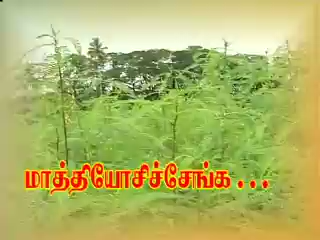 மாத்தியோசிச்சேங்க . . .